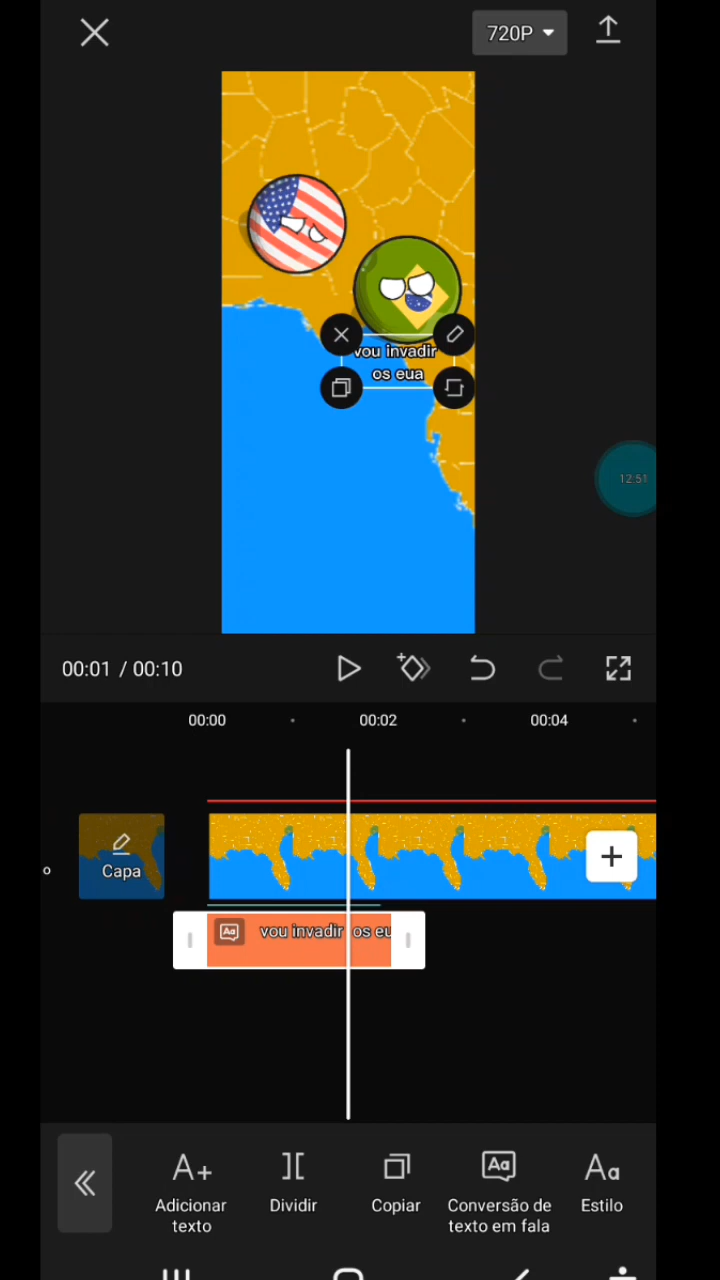 720P
vou invadir
os eua
12:51
00:01 / 00:10
00:00
00:02
00:04
Capa
o
vou invadir os eu
Adicionar
texto
Dividir
Copiar
Conversão de
texto em fala
Estilo